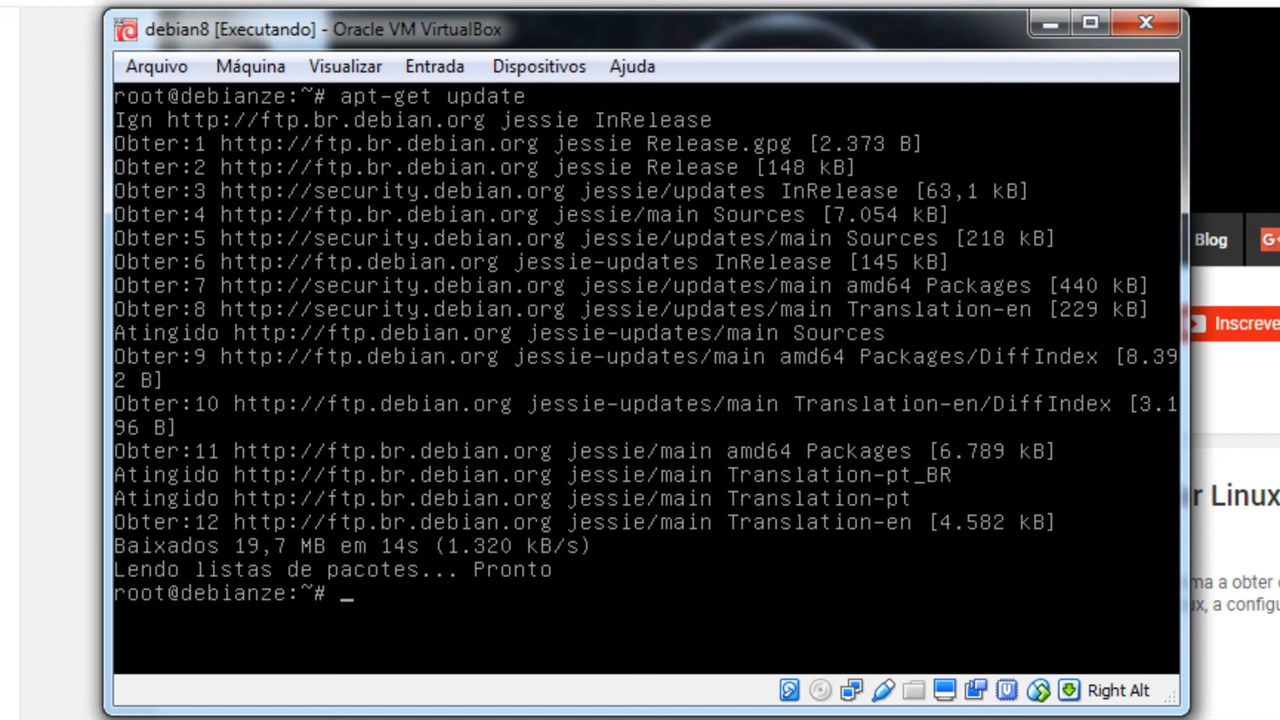 debian8 [Executando] - Oracle VM VirtualBox
Arquivo Máquina Visualizar Entrada Dispositivos Ajuda
root@debianze:~# apt-get update
Ign http://ftp.br.debian.org jessie InRelease
Obter:1 http://ftp.br.debian.org jessie Release.gpg [2.373 B]
Obter:2 http://ftp.br.debian.org jessie Release [148 kB]
Obter:3 http://security.debian.org jessie/updates InRelease [63,1 kB]
Obter:4 http://ftp.br.debian.org jessie/main Sources [7.054 kB]
Obter:5 http://security.debian.org jessie/updates/main Sources [218 kB]
Obter:6 http://ftp.br.debian.org jessie-updates InRelease [145 kB]
Obter:7 http://security.debian.org jessie/updates/main amd64 Packages [440 kB]
Obter:8 http://security.debian.org jessie/updates/main Translation-en [229 kB]
Atingido http://ftp.br.debian.org jessie-updates/main Sources
Obter:9 http://ftp.br.debian.org jessie-updates/main amd64 Packages/DiffIndex [8.39
2 B]
Obter:10 http://ftp.debian.org jessie-updates/main Translation-en/DiffIndex [3.1
96 B]
Obter:11 http://ftp.br.debian.org jessie/main amd64 Packages [6.789 kB]
Atingido http://ftp.br.debian.org jessie/main Translation-pt_BR
Atingido http://ftp.br.debian.org jessie/main Translation-pt
Obter:12 http://ftp.br.debian.org jessie/main Translation-en [4.582 kB]
Baixados 19,7 MB em 14s (1.320 kB/s)
Lendo listas de pacotes... Pronto
root@debianze:~# _
Right Alt
Blog G+
Inscreve
r Linux
ma a obter
ux, a configu